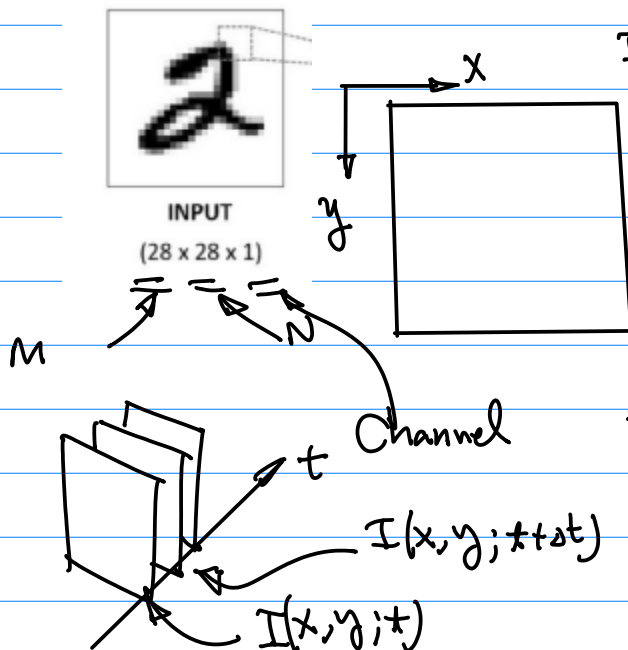 I
X
y
INPUT
(28 x 28 x 1)
M
N
Channel
t
I(x,y;t+Δt)
I(x,y;t)